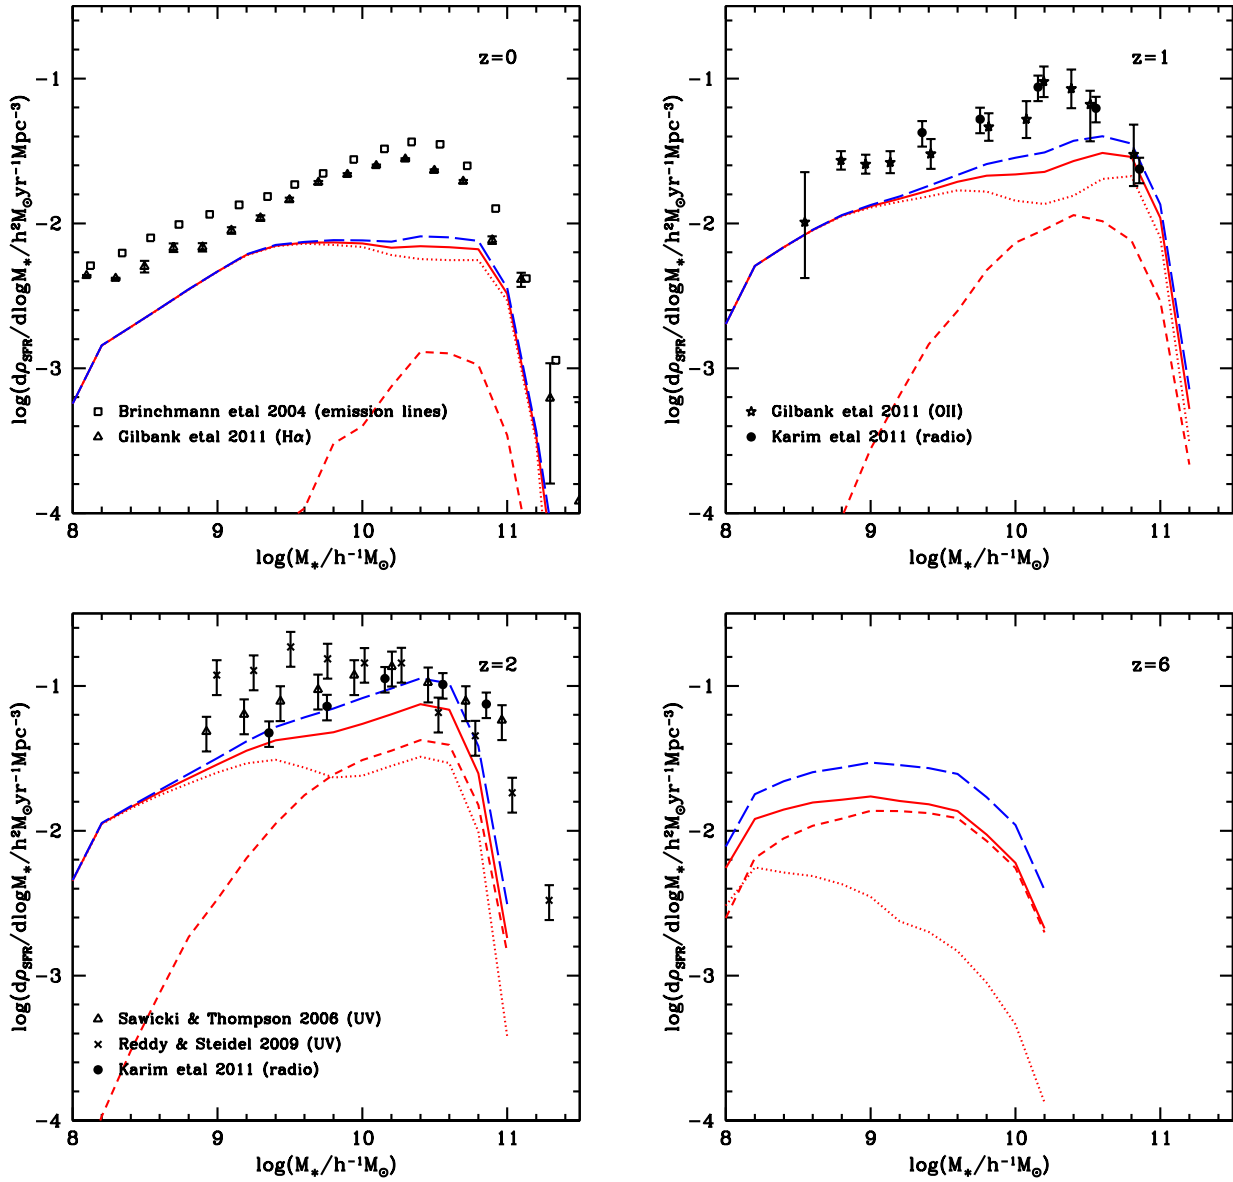 z=0
-1
-2
-3
-4
log(dρSFR/dlogM*/h²M⊙yr⁻¹Mpc⁻³)
Brinchmann etal 2004 (emission lines)
Gilbank etal 2011 (Hα)
8 9 10 11
log(M*/h⁻¹M⊙)
z=1
-1
-2
-3
-4
log(dρSFR/dlogM*/h²M⊙yr⁻¹Mpc⁻³)
Gilbank etal 2011 (OII)
Karim etal 2011 (radio)
8 9 10 11
log(M*/h⁻¹M⊙)
z=2
-1
-2
-3
-4
log(dρSFR/dlogM*/h²M⊙yr⁻¹Mpc⁻³)
Sawicki & Thompson 2006 (UV)
Reddy & Steidel 2009 (UV)
Karim etal 2011 (radio)
8 9 10 11
log(M*/h⁻¹M⊙)
z=6
-1
-2
-3
-4
log(dρSFR/dlogM*/h²M⊙yr⁻¹Mpc⁻³)
8 9 10 11
log(M*/h⁻¹M⊙)